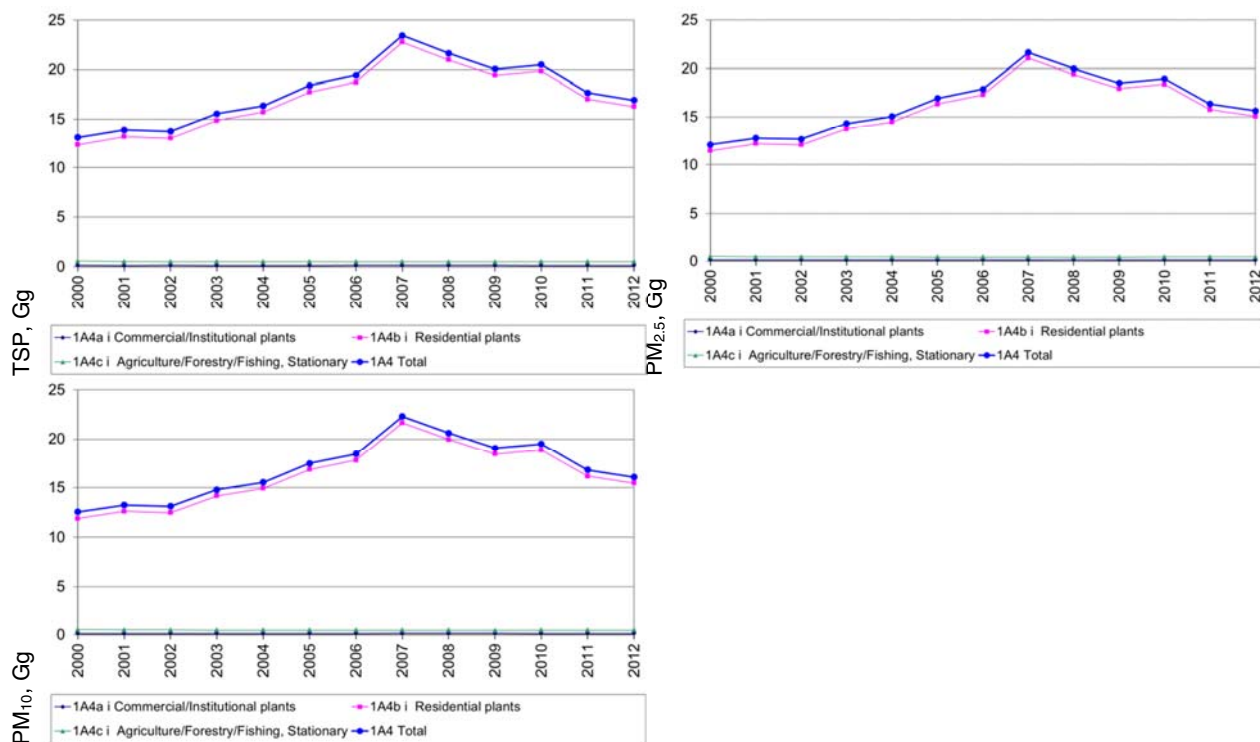 25
20
15
10
5
0
2000 2001 2002 2003 2004 2005 2006 2007 2008 2009 2010 2011 2012
TSP, Gg
1A4a i Commercial/Institutional plants 1A4b i Residential plants
1A4c i Agriculture/Forestry/Fishing, Stationary 1A4 Total
25
20
15
10
5
0
2000 2001 2002 2003 2004 2005 2006 2007 2008 2009 2010 2011 2012
PM2.5, Gg
1A4a i Commercial/Institutional plants 1A4b i Residential plants
1A4c i Agriculture/Forestry/Fishing, Stationary 1A4 Total
25
20
15
10
5
0
2000 2001 2002 2003 2004 2005 2006 2007 2008 2009 2010 2011 2012
PM10, Gg
1A4a i Commercial/Institutional plants 1A4b i Residential plants
1A4c i Agriculture/Forestry/Fishing, Stationary 1A4 Total